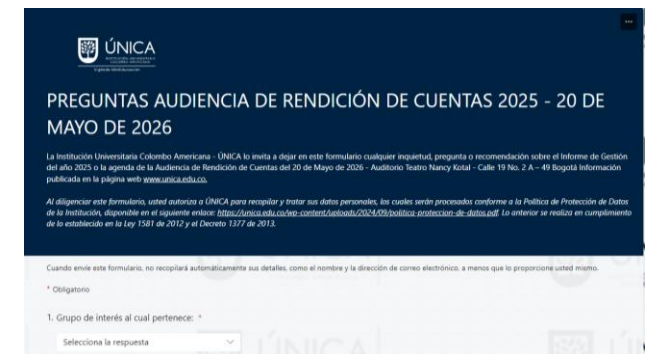 ÚNICA
PREGUNTAS AUDIENCIA DE RENDICIÓN DE CUENTAS 2025 - 20 DE
MAYO DE 2026
La Institución Universitaria Colombo Americana - ÚNICA lo invita a dejar en este formulario cualquier inquietud, pregunta o recomendación sobre el Informe de Gestión
del año 2025 o la agenda de la Audiencia de Rendición de Cuentas del 20 de Mayo de 2026 - Auditorio Teatro Nancy Kotal - Calle 19 No. 2 A – 49 Bogotá Información
publicada en la página web www.unica.edu.co.
Al diligenciar este formulario, usted autoriza a ÚNICA para recopilar y tratar sus datos personales, los cuales serán procesados conforme a la Política de Protección de Datos
de la Institución, disponible en el siguiente enlace: https://unica.edu.co/wp-content/uploads/2024/09/politica-proteccion-de-datos.pdf. Lo anterior se realiza en cumplimiento
de lo establecido en la Ley 1581 de 2012 y el Decreto 1377 de 2013.
Cuando envíe este formulario, no recopilará automáticamente sus detalles, como el nombre y la dirección de correo electrónico, a menos que lo proporcione usted mismo.
* Obligatorio
1. Grupo de interés al cual pertenece: *
Selecciona la respuesta
ÚNICA